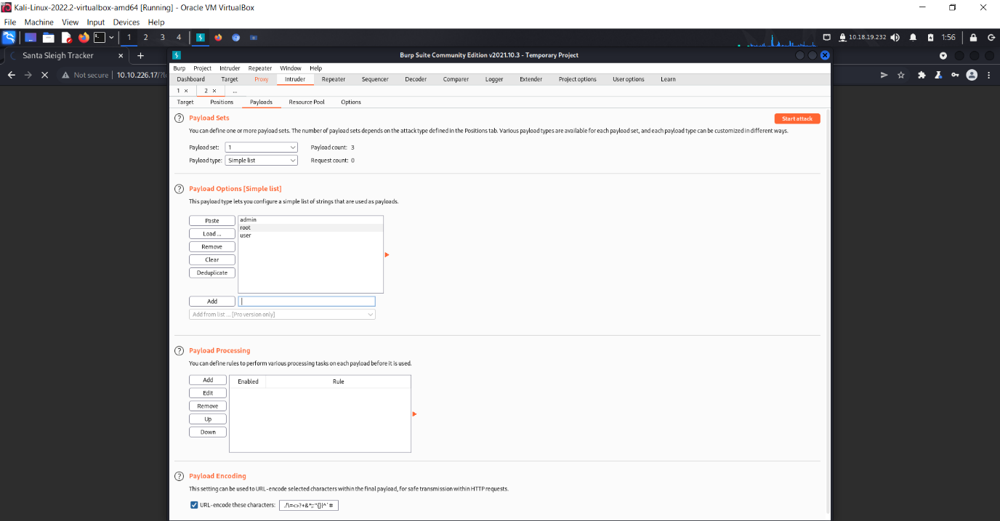 Kali-Linux-2022.2-virtualbox-amd64 [Running] - Oracle VM VirtualBox
File Machine View Input Devices Help
1 2 3 4 10.18.19.232 1:56
Santa Sleigh Tracker
Burp Suite Community Edition v2021.10.3 - Temporary Project
Not secure 10.10.226.17/?l
Burp Project Intruder Repeater Window Help
Dashboard Target Proxy Intruder Repeater Sequencer Decoder Comparer Logger Extender Project options User options Learn
1 × 2 × ...
Target Positions Payloads Resource Pool Options
? Payload Sets Start attack
You can define one or more payload sets. The number of payload sets depends on the attack type defined in the Positions tab. Various payload types are available for each payload set, and each payload type can be customized in different ways.
Payload set: 1 Payload count: 3
Payload type: Simple list Request count: 0
? Payload Options [Simple list]
This payload type lets you configure a simple list of strings that are used as payloads.
Paste admin
root
Load ... user
Remove
Clear
Deduplicate
Add
Add from list ... [Pro version only]
? Payload Processing
You can define rules to perform various processing tasks on each payload before it is used.
Add Enabled Rule
Edit
Remove
Up
Down
? Payload Encoding
This setting can be used to URL-encode selected characters within the final payload, for safe transmission within HTTP requests.
URL-encode these characters: ./\=<>?+&*;:"{}|^`#